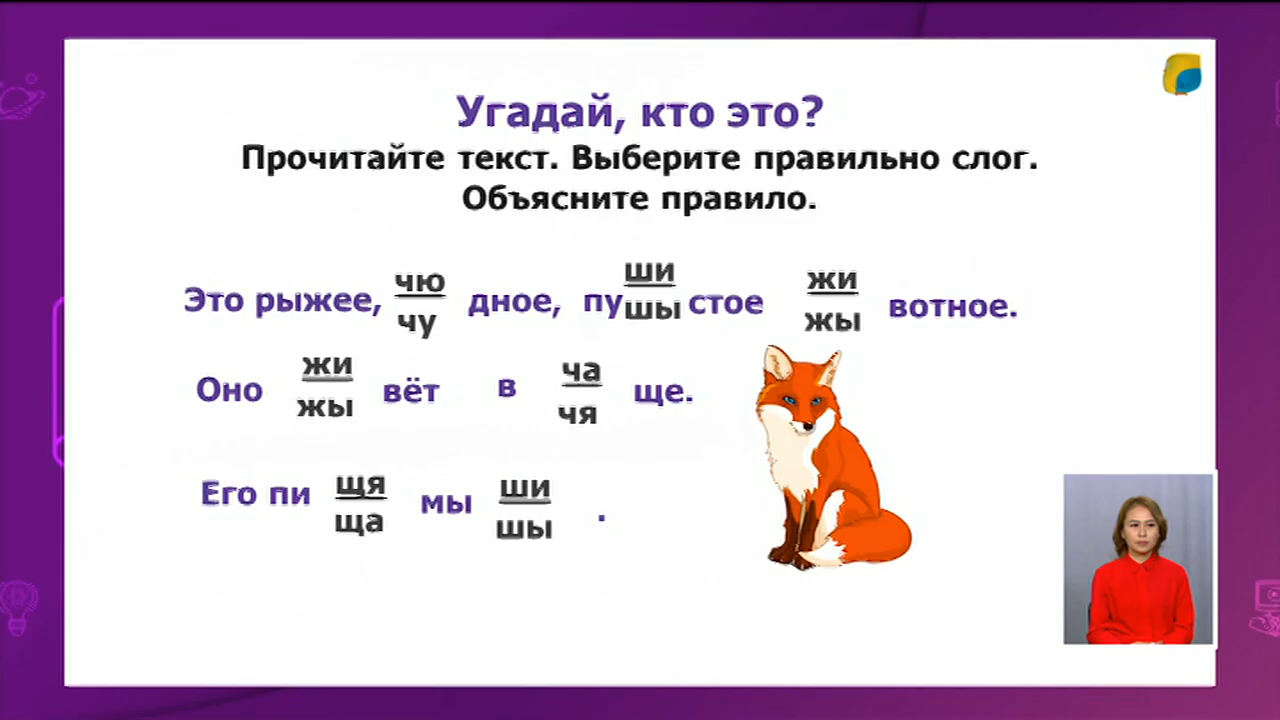 Угадай, кто это?
Прочитайте текст. Выберите правильно слог.
Объясните правило.
Это рыжее, чю/чу дное, пу ши/шы стое жи/жы вотное.
Оно жи/жы вёт в ча/чя ще.
Его пи щя/ща мы ши/шы .